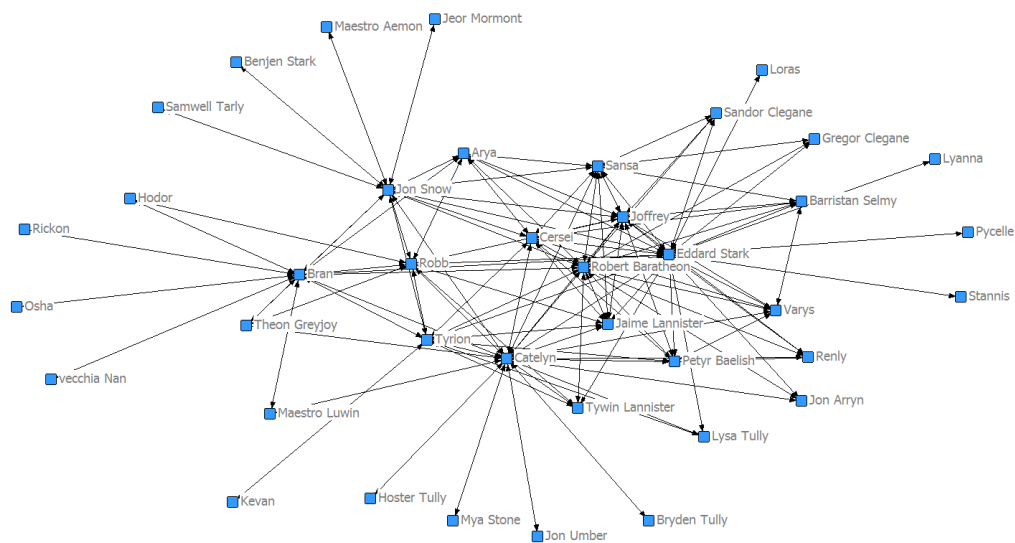 Jeor Mormont
Maestro Aemon
Benjen Stark
Loras
Samwell Tarly
Sandor Clegane
Gregor Clegane
Arya
Lyanna
Sansa
Jon Snow
Hodor
Barristan Selmy
Joffrey
Rickon
Pycelle
Cersei
Eddard Stark
Robb
Robert Baratheon
Bran
Stannis
Osha
Varys
Theon Greyjoy
Jaime Lannister
Tyrion
Renly
Catelyn
Petyr Baelish
vecchia Nan
Jon Arryn
Tywin Lannister
Maestro Luwin
Lysa Tully
Hoster Tully
Kevan
Mya Stone
Bryden Tully
Jon Umber